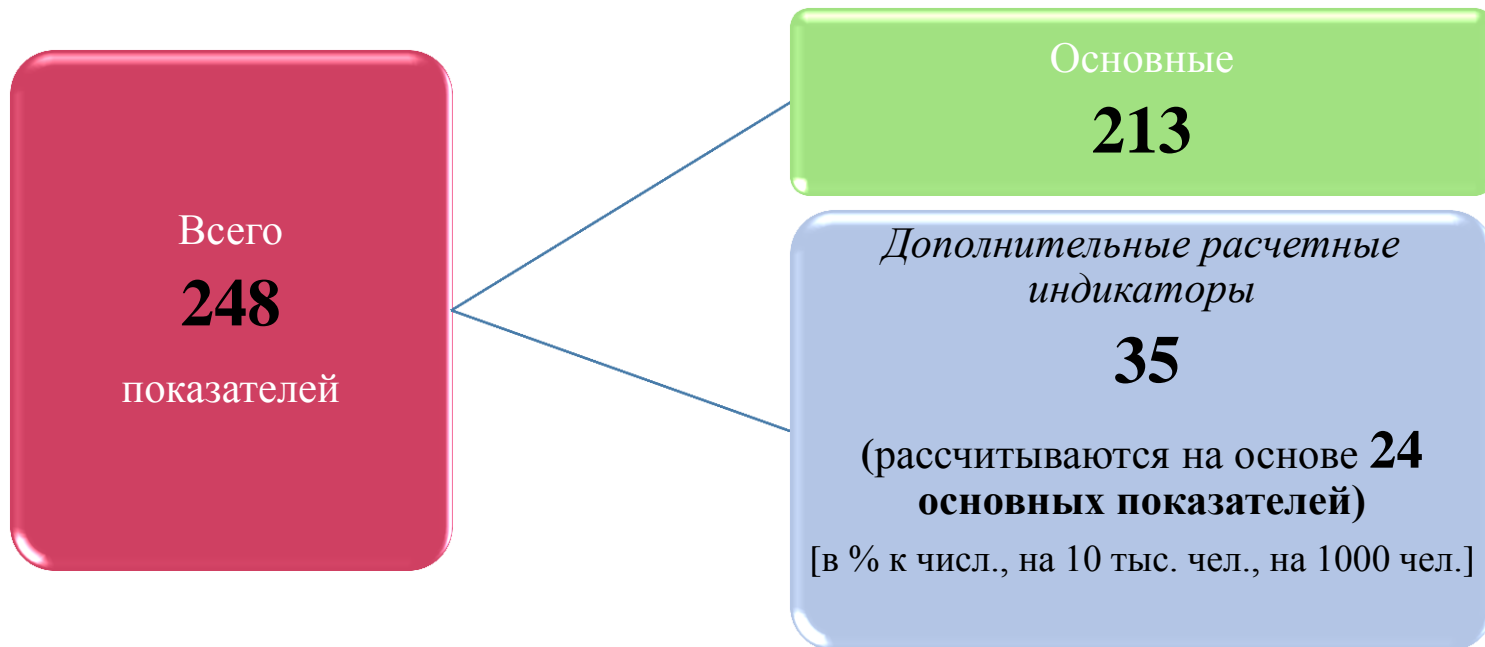 Всего
248
показателей
Основные
213
Дополнительные расчетные
индикаторы
35
(рассчитываются на основе 24
основных показателей)
[в % к числ., на 10 тыс. чел., на 1000 чел.]